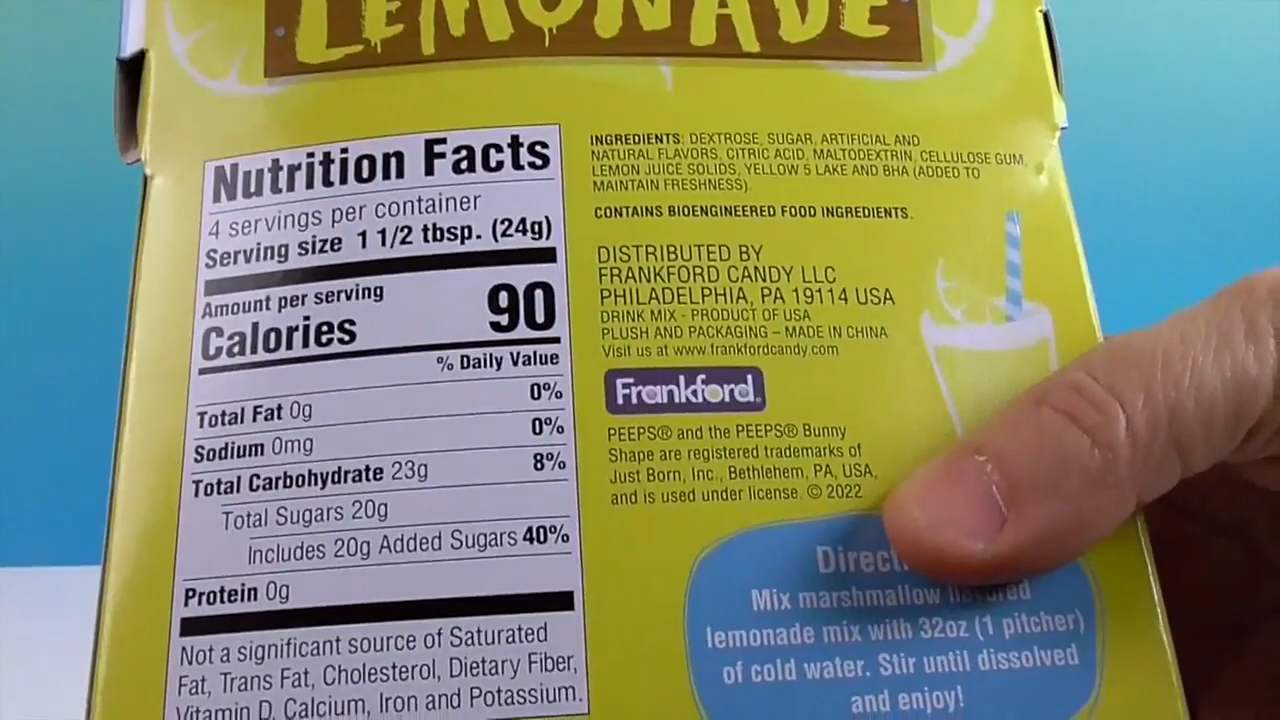 LEMONADE
Nutrition Facts
4 servings per container
Serving size 1 1/2 tbsp. (24g)
Amount per serving
Calories 90
% Daily Value
Total Fat 0g 0%
Sodium 0mg 0%
Total Carbohydrate 23g 8%
Total Sugars 20g
Includes 20g Added Sugars 40%
Protein 0g
Not a significant source of Saturated
Fat, Trans Fat, Cholesterol, Dietary Fiber,
Vitamin D, Calcium, Iron and Potassium.
INGREDIENTS: DEXTROSE, SUGAR, ARTIFICIAL AND
NATURAL FLAVORS, CITRIC ACID, MALTODEXTRIN, CELLULOSE GUM,
LEMON JUICE SOLIDS, YELLOW 5 LAKE AND BHA (ADDED TO
MAINTAIN FRESHNESS).
CONTAINS BIOENGINEERED FOOD INGREDIENTS.
DISTRIBUTED BY
FRANKFORD CANDY LLC
PHILADELPHIA, PA 19114 USA
DRINK MIX - PRODUCT OF USA
PLUSH AND PACKAGING – MADE IN CHINA
Visit us at www.frankfordcandy.com
Frankford®
PEEPS® and the PEEPS® Bunny
Shape are registered trademarks of
Just Born, Inc., Bethlehem, PA, USA,
and is used under license. © 2022
Mix marshmallow flavored
lemonade mix with 32oz (1 pitcher)
of cold water. Stir until dissolved
and enjoy!